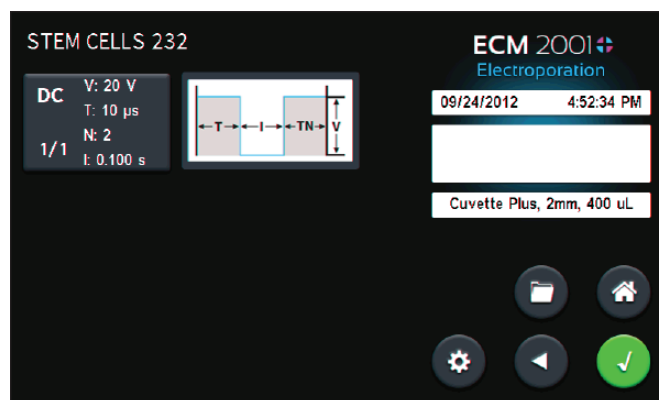 STEM CELLS 232
DC
1/1
V: 20 V
T: 10 µs
N: 2
I: 0.100 s
T
I
TN
V
ECM 2001
Electroporation
09/24/2012 4:52:34 PM
Cuvette Plus, 2mm, 400 uL